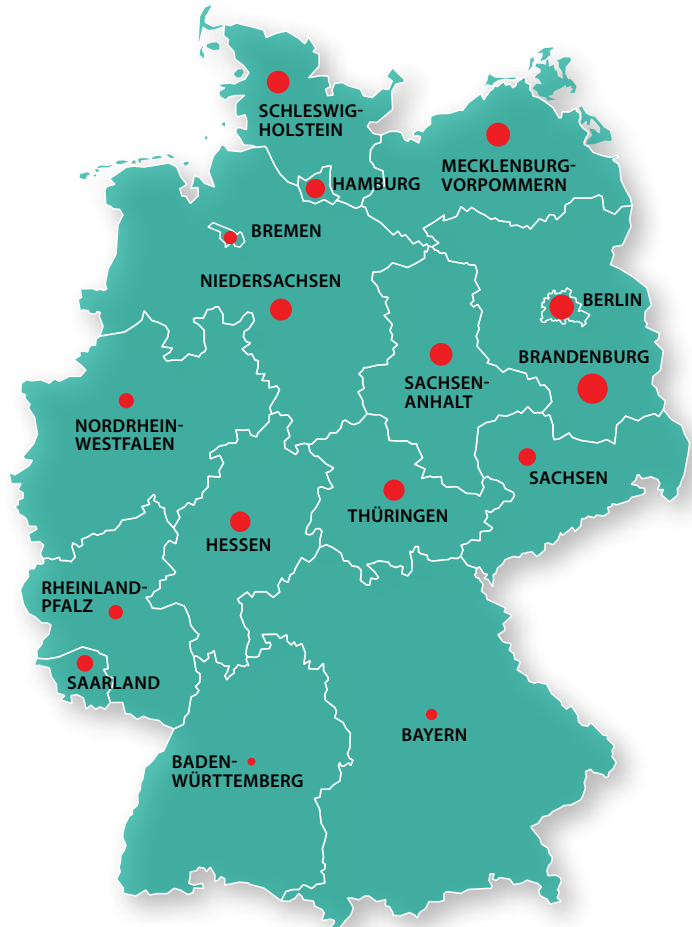 SCHLESWIG-
HOLSTEIN
MECKLENBURG-
VORPOMMERN
HAMBURG
BREMEN
NIEDERSACHSEN
BERLIN
BRANDENBURG
SACHSEN-
ANHALT
NORDRHEIN-
WESTFALEN
SACHSEN
THÜRINGEN
HESSEN
RHEINLAND-
PFALZ
SAARLAND
BAYERN
BADEN-
WÜRTTEMBERG